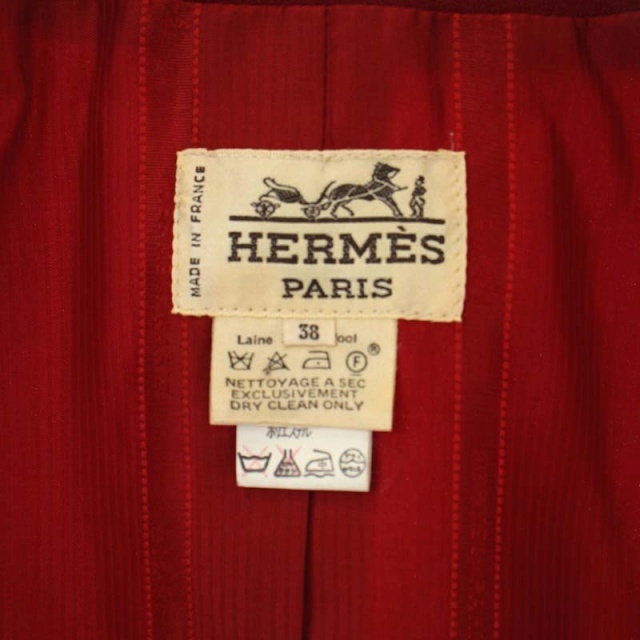 MADE IN FRANCE
HERMÈS
PARIS
Laine 38 ool
F ®
NETTOYAGE A SEC
EXCLUSIVEMENT
DRY CLEAN ONLY